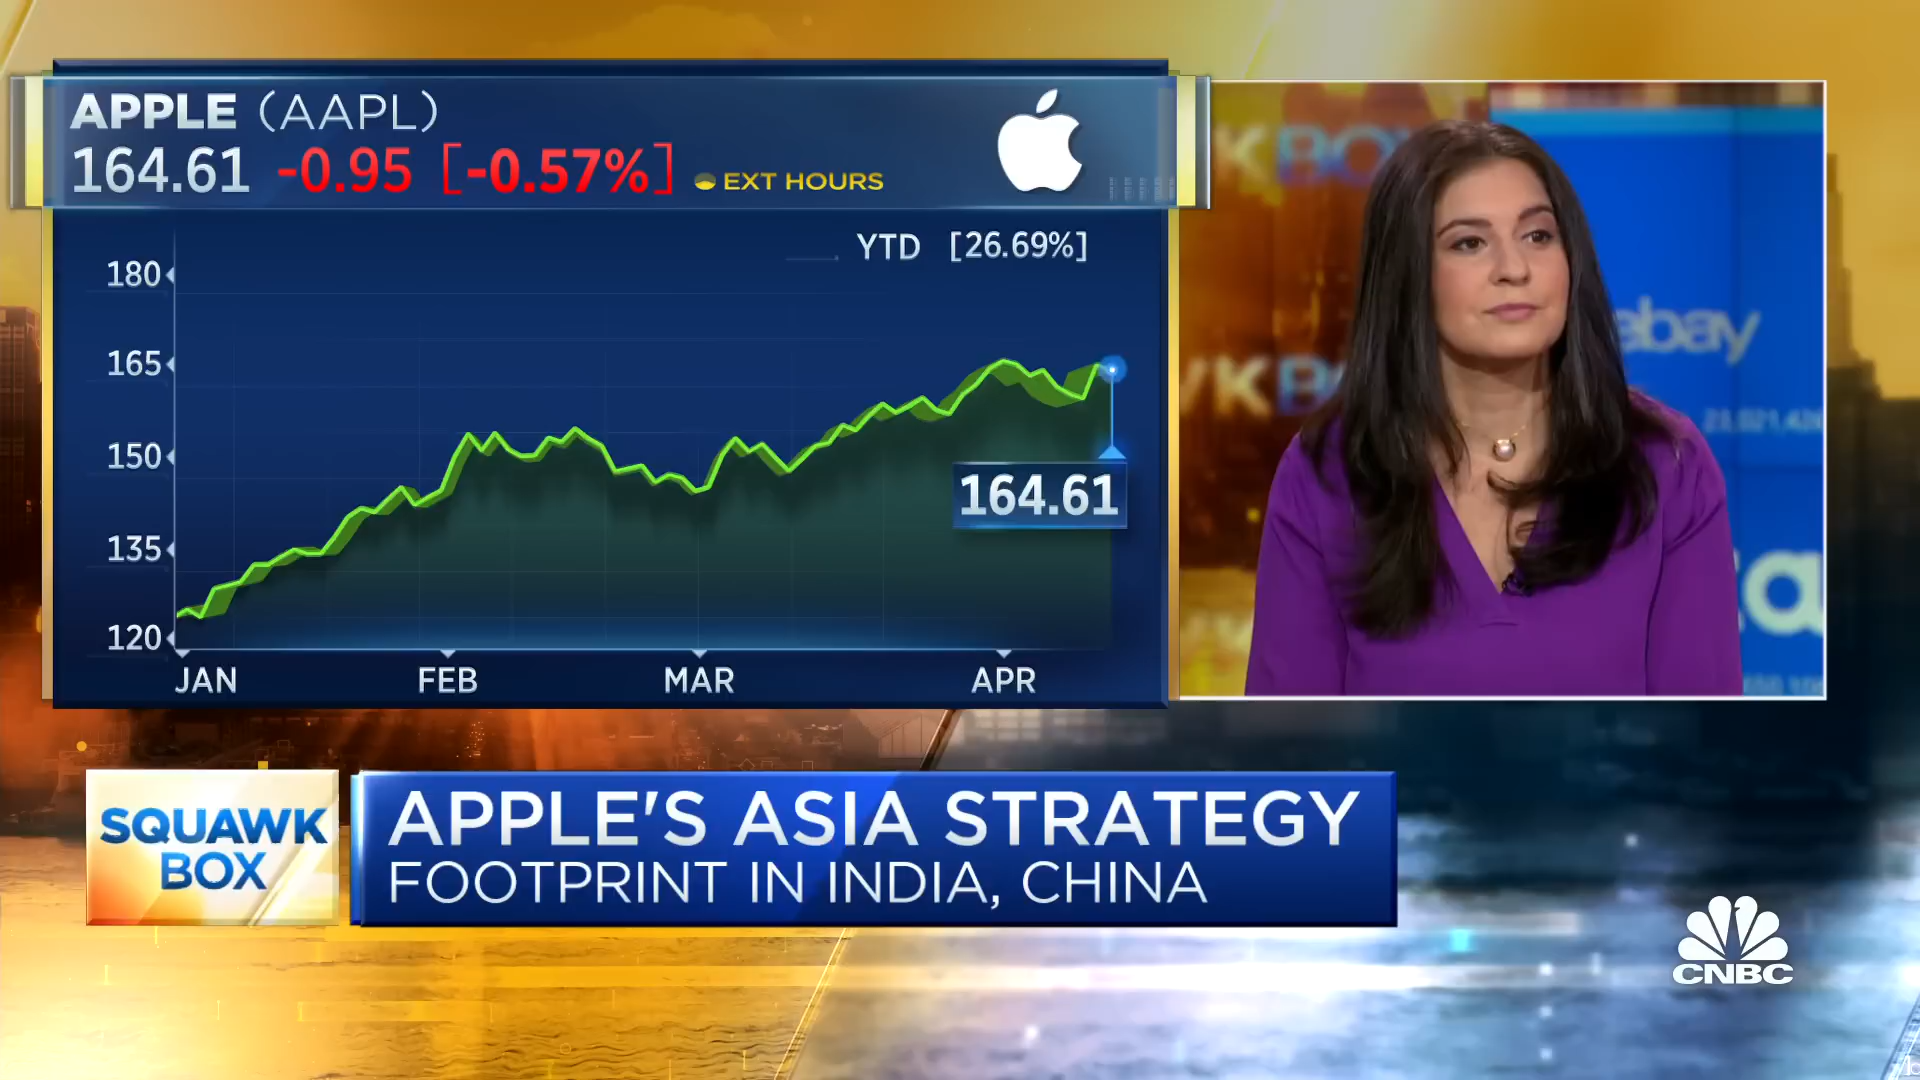 APPLE (AAPL)
164.61 -0.95 [-0.57%] EXT HOURS
YTD [26.69%]
180
165
150
135
120
JAN FEB MAR APR
164.61
ebay
SQUAWK
BOX
APPLE'S ASIA STRATEGY
FOOTPRINT IN INDIA, CHINA
CNBC